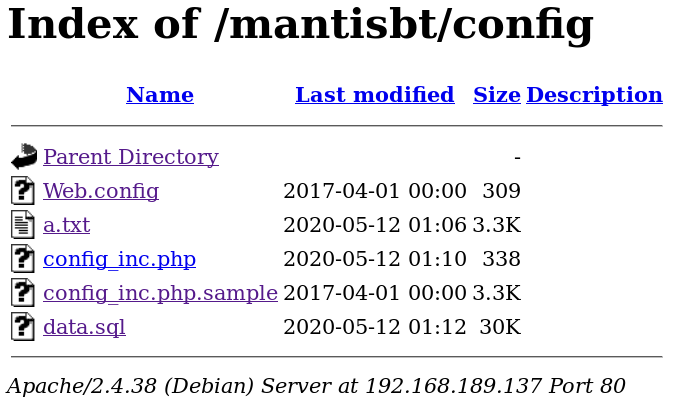 Index of /mantisbt/config
Name Last modified Size Description
Parent Directory -
Web.config 2017-04-01 00:00 309
a.txt 2020-05-12 01:06 3.3K
config_inc.php 2020-05-12 01:10 338
config_inc.php.sample 2017-04-01 00:00 3.3K
data.sql 2020-05-12 01:12 30K
Apache/2.4.38 (Debian) Server at 192.168.189.137 Port 80